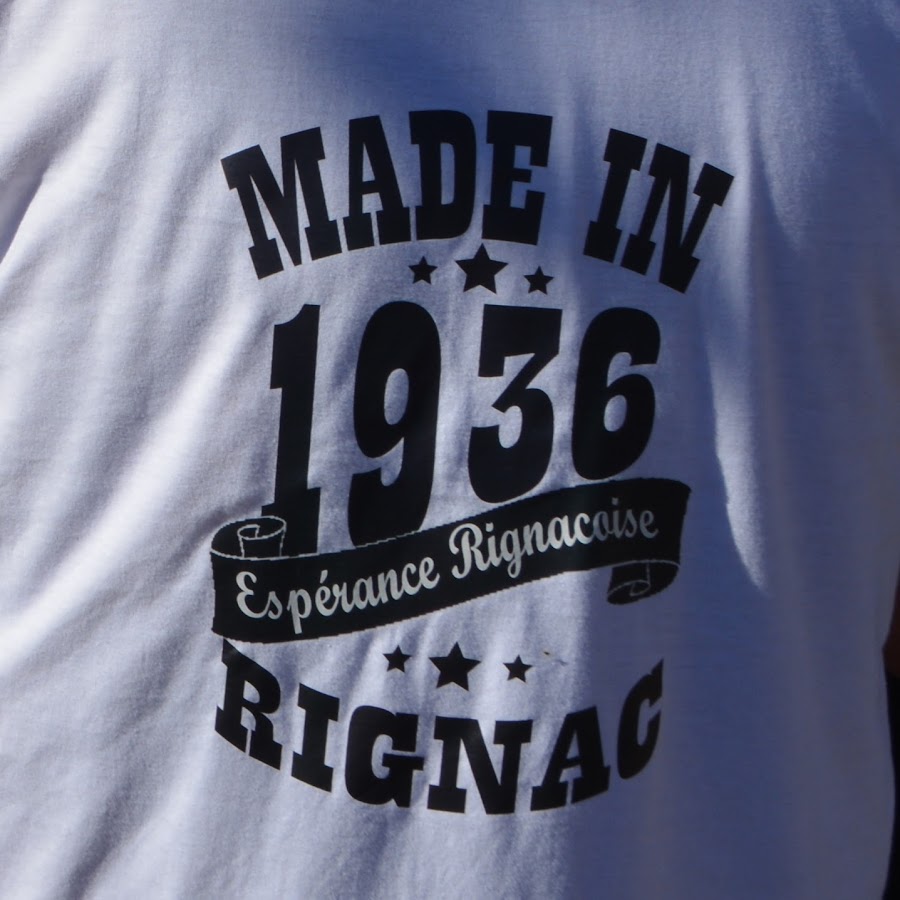 MADE IN
1936
Espérance Rignacoise
RIGNAC